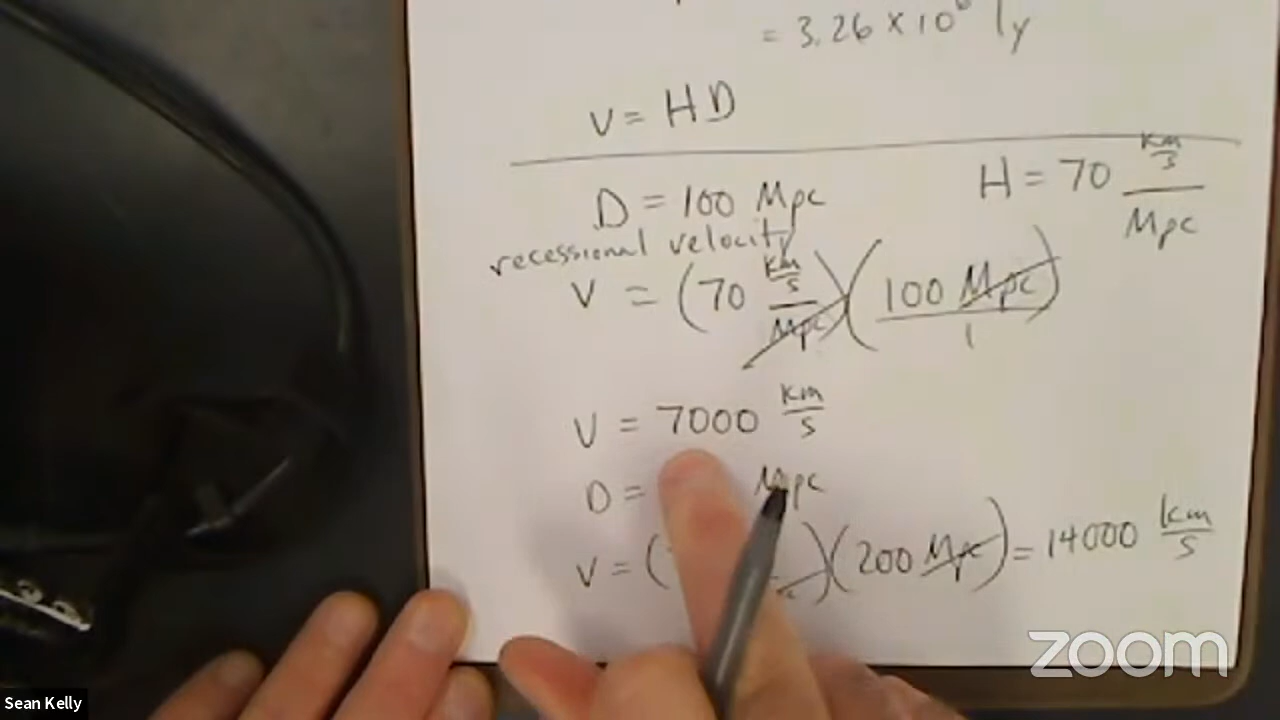 = 3.26 × 10⁶ ly
V = HD
D = 100 Mpc
H = 70 km/s / Mpc
recessional velocity
V = (70 km/s / Mpc)(100 Mpc / 1)
V = 7000 km/s
D = Mpc
V = ( )(200 Mpc) = 14000 km/s
zoom
Sean Kelly